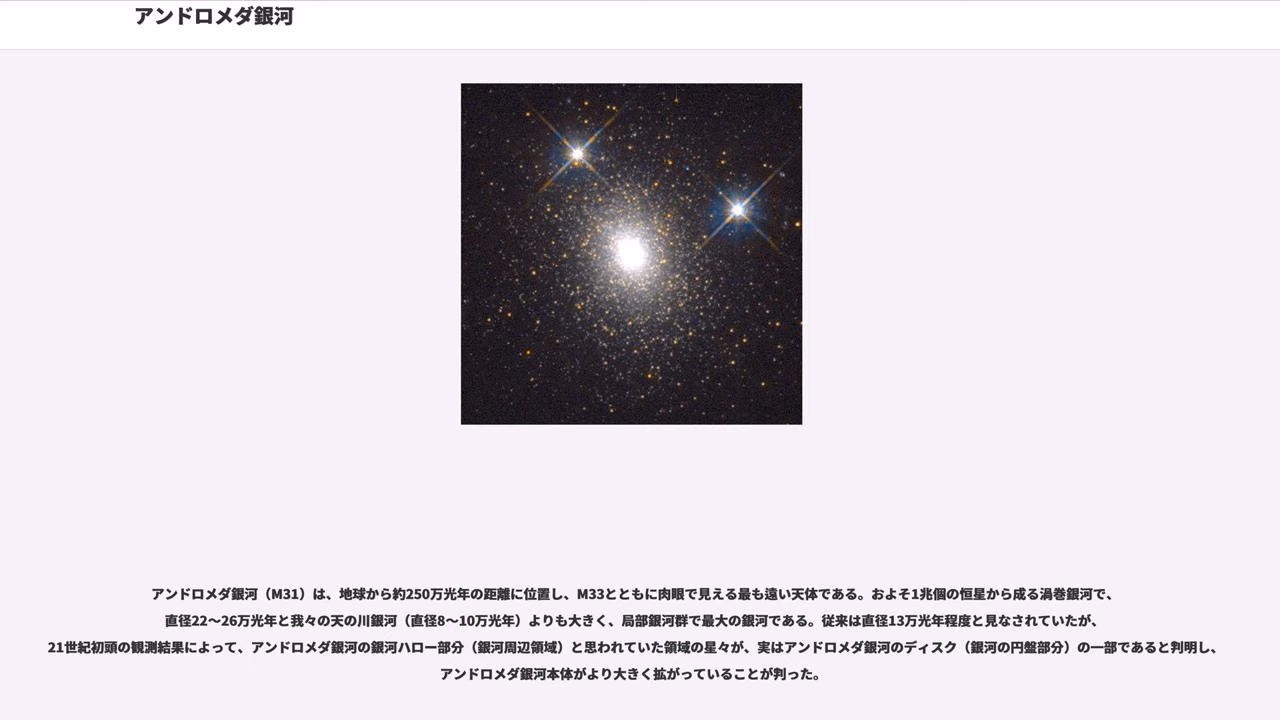 アンドロメダ銀河
アンドロメダ銀河（M31）は、地球から約250万光年の距離に位置し、M33とともに肉眼で見える最も遠い天体である。およそ1兆個の恒星から成る渦巻銀河で、
直径22〜26万光年と我々の天の川銀河（直径8〜10万光年）よりも大きく、局部銀河群で最大の銀河である。従来は直径13万光年程度と見なされていたが、
21世紀初頭の観測結果によって、アンドロメダ銀河の銀河ハロー部分（銀河周辺領域）と思われていた領域の星々が、実はアンドロメダ銀河のディスク（銀河の円盤部分）の一部であると判明し、
アンドロメダ銀河本体がより大きく拡がっていることが判った。